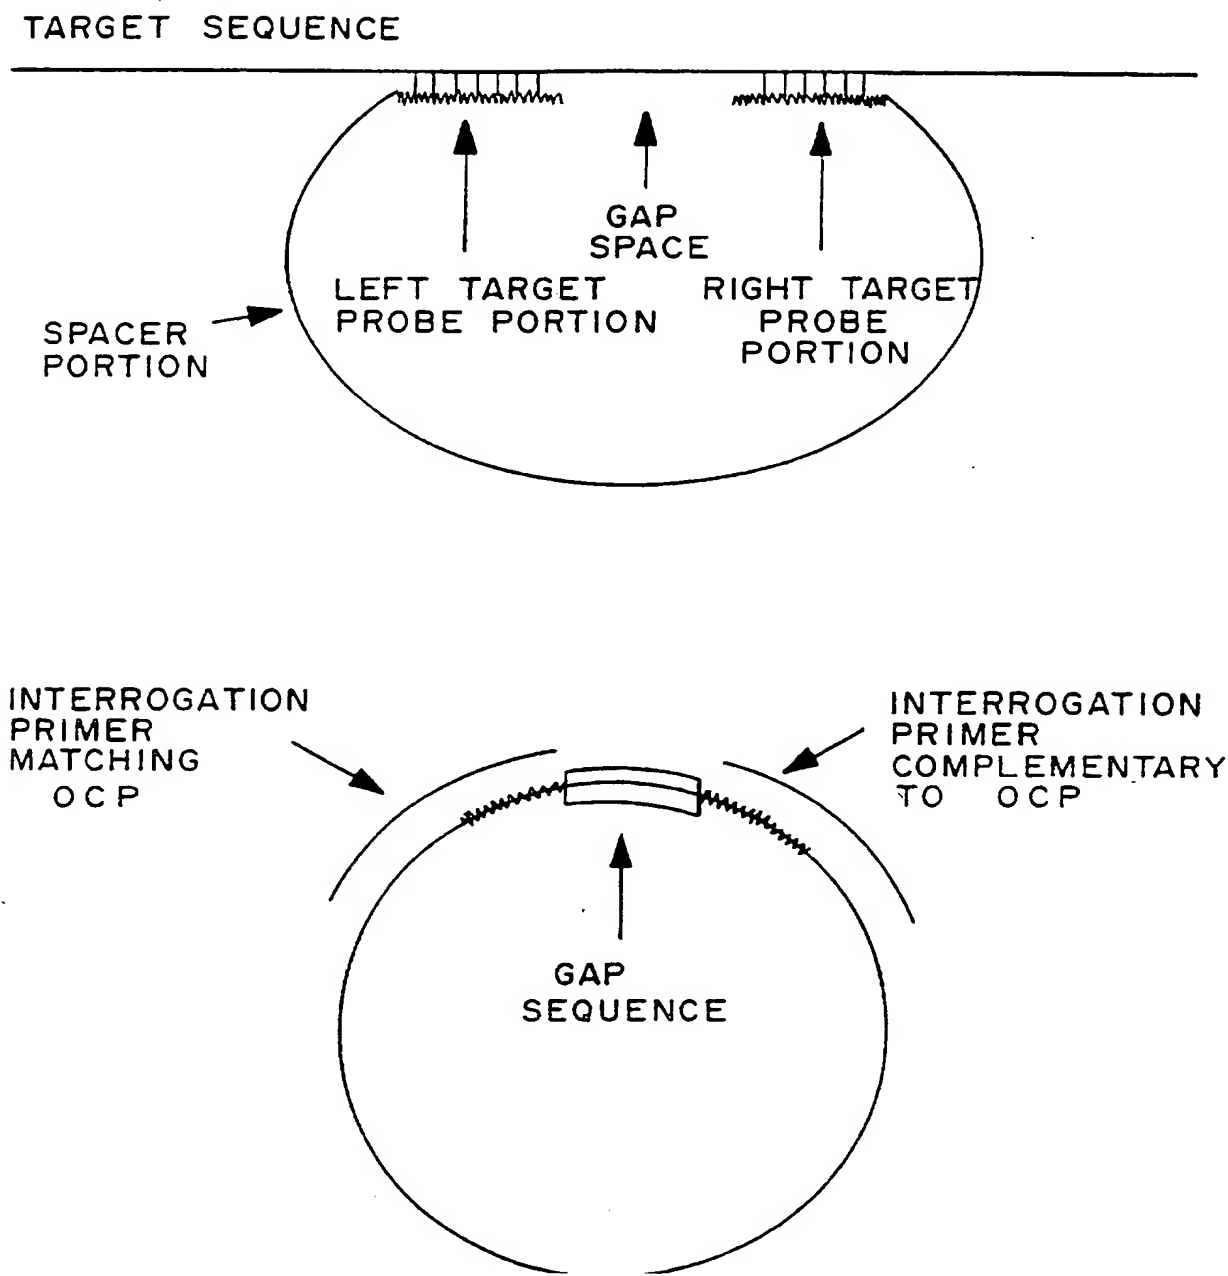 TARGET SEQUENCE
GAP
SPACE
LEFT TARGET
PROBE PORTION
RIGHT TARGET
PROBE
PORTION
SPACER
PORTION
INTERROGATION
PRIMER
MATCHING
OCP
INTERROGATION
PRIMER
COMPLEMENTARY
TO OCP
GAP
SEQUENCE